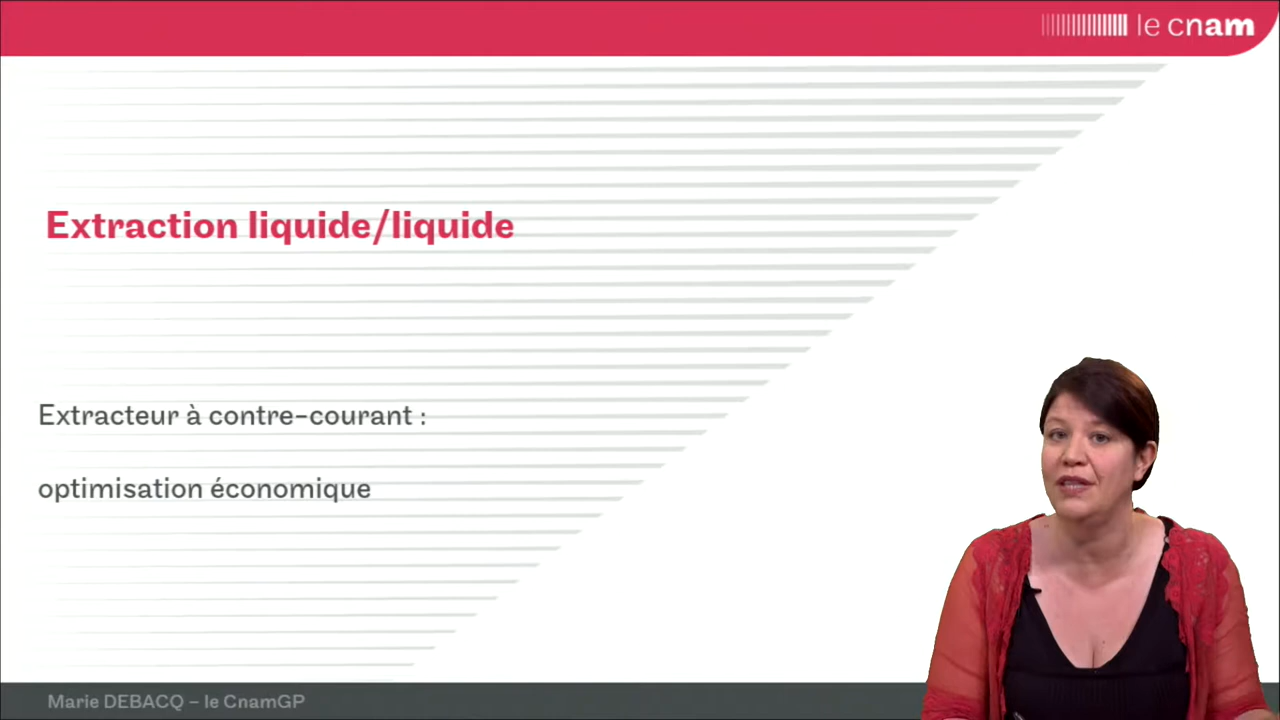 le cnam
Extraction liquide/liquide
Extracteur à contre-courant :
optimisation économique
Marie DEBACQ – le CnamGP